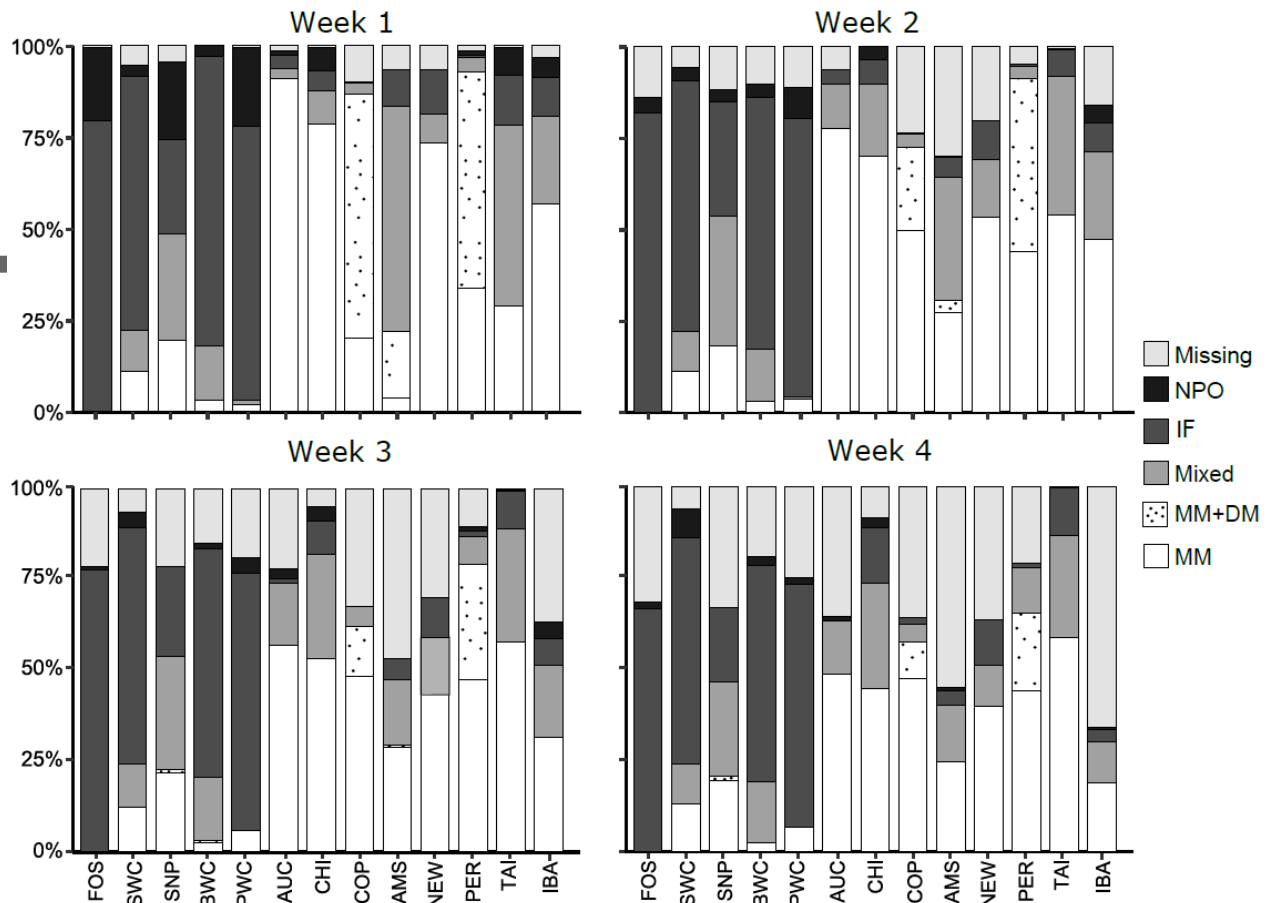 Week 1
100%
75%
50%
25%
0%
Week 2
Missing
NPO
IF
Mixed
MM+DM
MM
Week 3
100%
75%
50%
25%
0%
FOS
SWC
SNP
BWC
PWC
AUC
CHI
COP
AMS
NEW
PER
TAI
IBA
Week 4
FOS
SWC
SNP
BWC
PWC
AUC
CHI
COP
AMS
NEW
PER
TAI
IBA